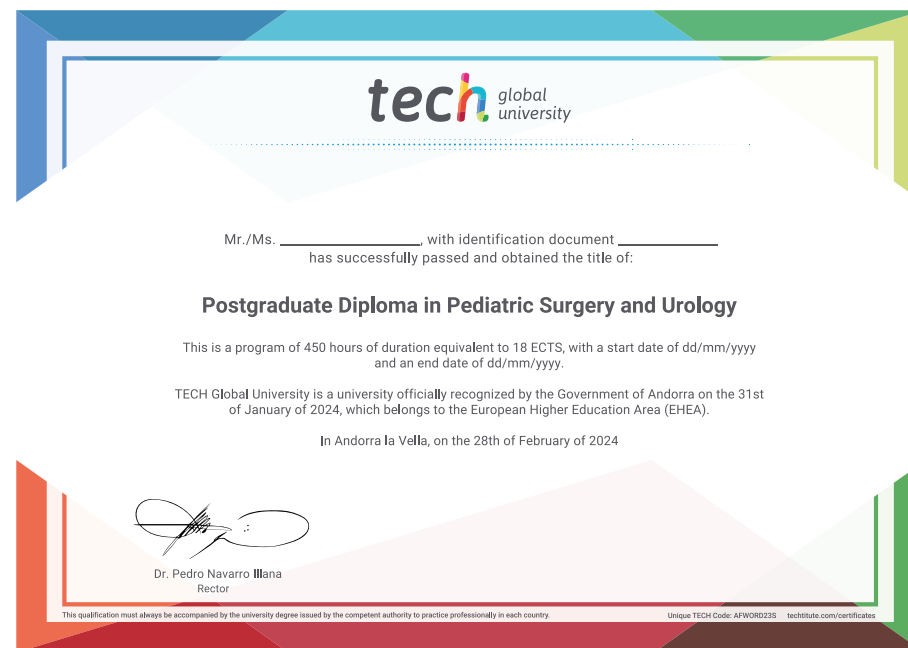 tech global university
Mr./Ms. ____________, with identification document ____________
has successfully passed and obtained the title of:
Postgraduate Diploma in Pediatric Surgery and Urology
This is a program of 450 hours of duration equivalent to 18 ECTS, with a start date of dd/mm/yyyy
and an end date of dd/mm/yyyy.
TECH Global University is a university officially recognized by the Government of Andorra on the 31st
of January of 2024, which belongs to the European Higher Education Area (EHEA).
In Andorra la Vella, on the 28th of February of 2024
Dr. Pedro Navarro Illana
Rector
This qualification must always be accompanied by the university degree issued by the competent authority to practice professionally in each country.
Unique TECH Code: AFWORD23S techtitute.com/certificates